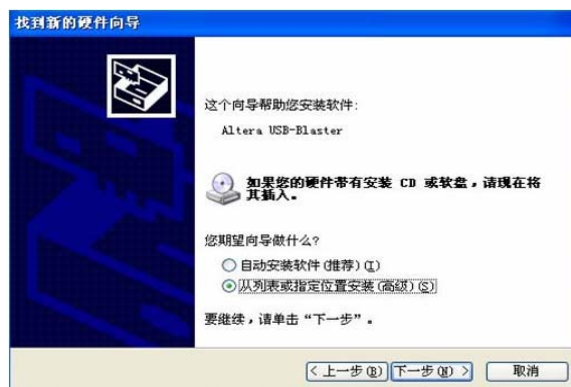 找到新的硬件向导
这个向导帮助您安装软件:
Altera USB-Blaster
如果您的硬件带有安装 CD 或软盘，请现在将
其插入。
您期望向导做什么?
自动安装软件(推荐)(I)
从列表或指定位置安装(高级)(S)
要继续，请单击“下一步”。
< 上一步(B) 下一步(N) > 取消